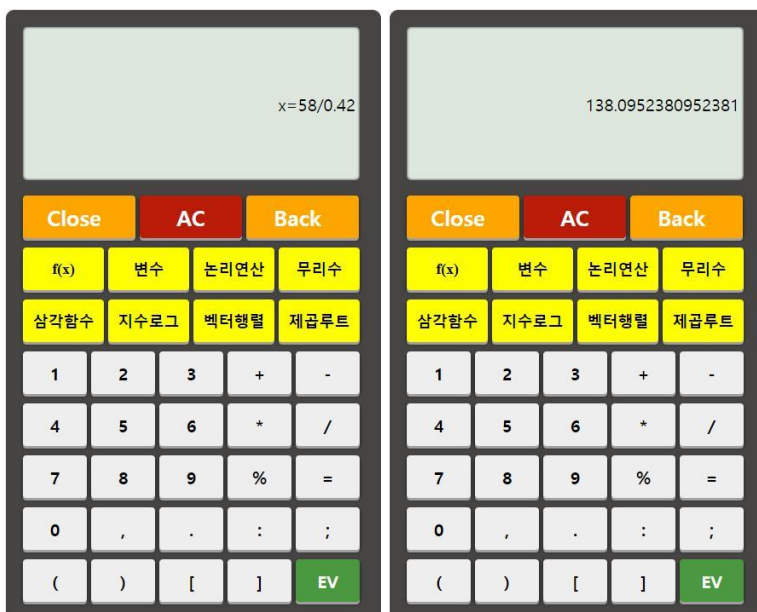 x=58/0.42
Close AC Back
f(x) 변수 논리연산 무리수
삼각함수 지수로그 벡터행렬 제곱루트
1 2 3 + -
4 5 6 * /
7 8 9 % =
0 , . : ;
( ) [ ] EV
138.0952380952381
Close AC Back
f(x) 변수 논리연산 무리수
삼각함수 지수로그 벡터행렬 제곱루트
1 2 3 + -
4 5 6 * /
7 8 9 % =
0 , . : ;
( ) [ ] EV